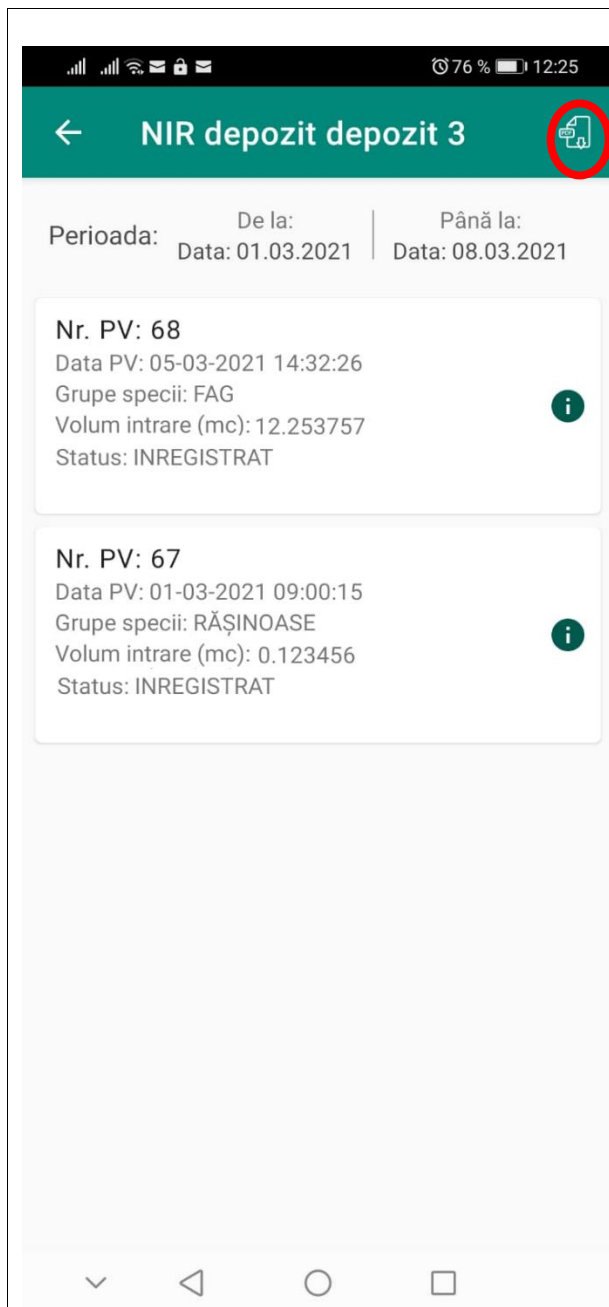 76 % 12:25
NIR depozit depozit 3
PDF
Perioada:
De la:
Data: 01.03.2021
Până la:
Data: 08.03.2021
Nr. PV: 68
Data PV: 05-03-2021 14:32:26
Grupe specii: FAG
Volum intrare (mc): 12.253757
Status: INREGISTRAT
Nr. PV: 67
Data PV: 01-03-2021 09:00:15
Grupe specii: RĂȘINOASE
Volum intrare (mc): 0.123456
Status: INREGISTRAT